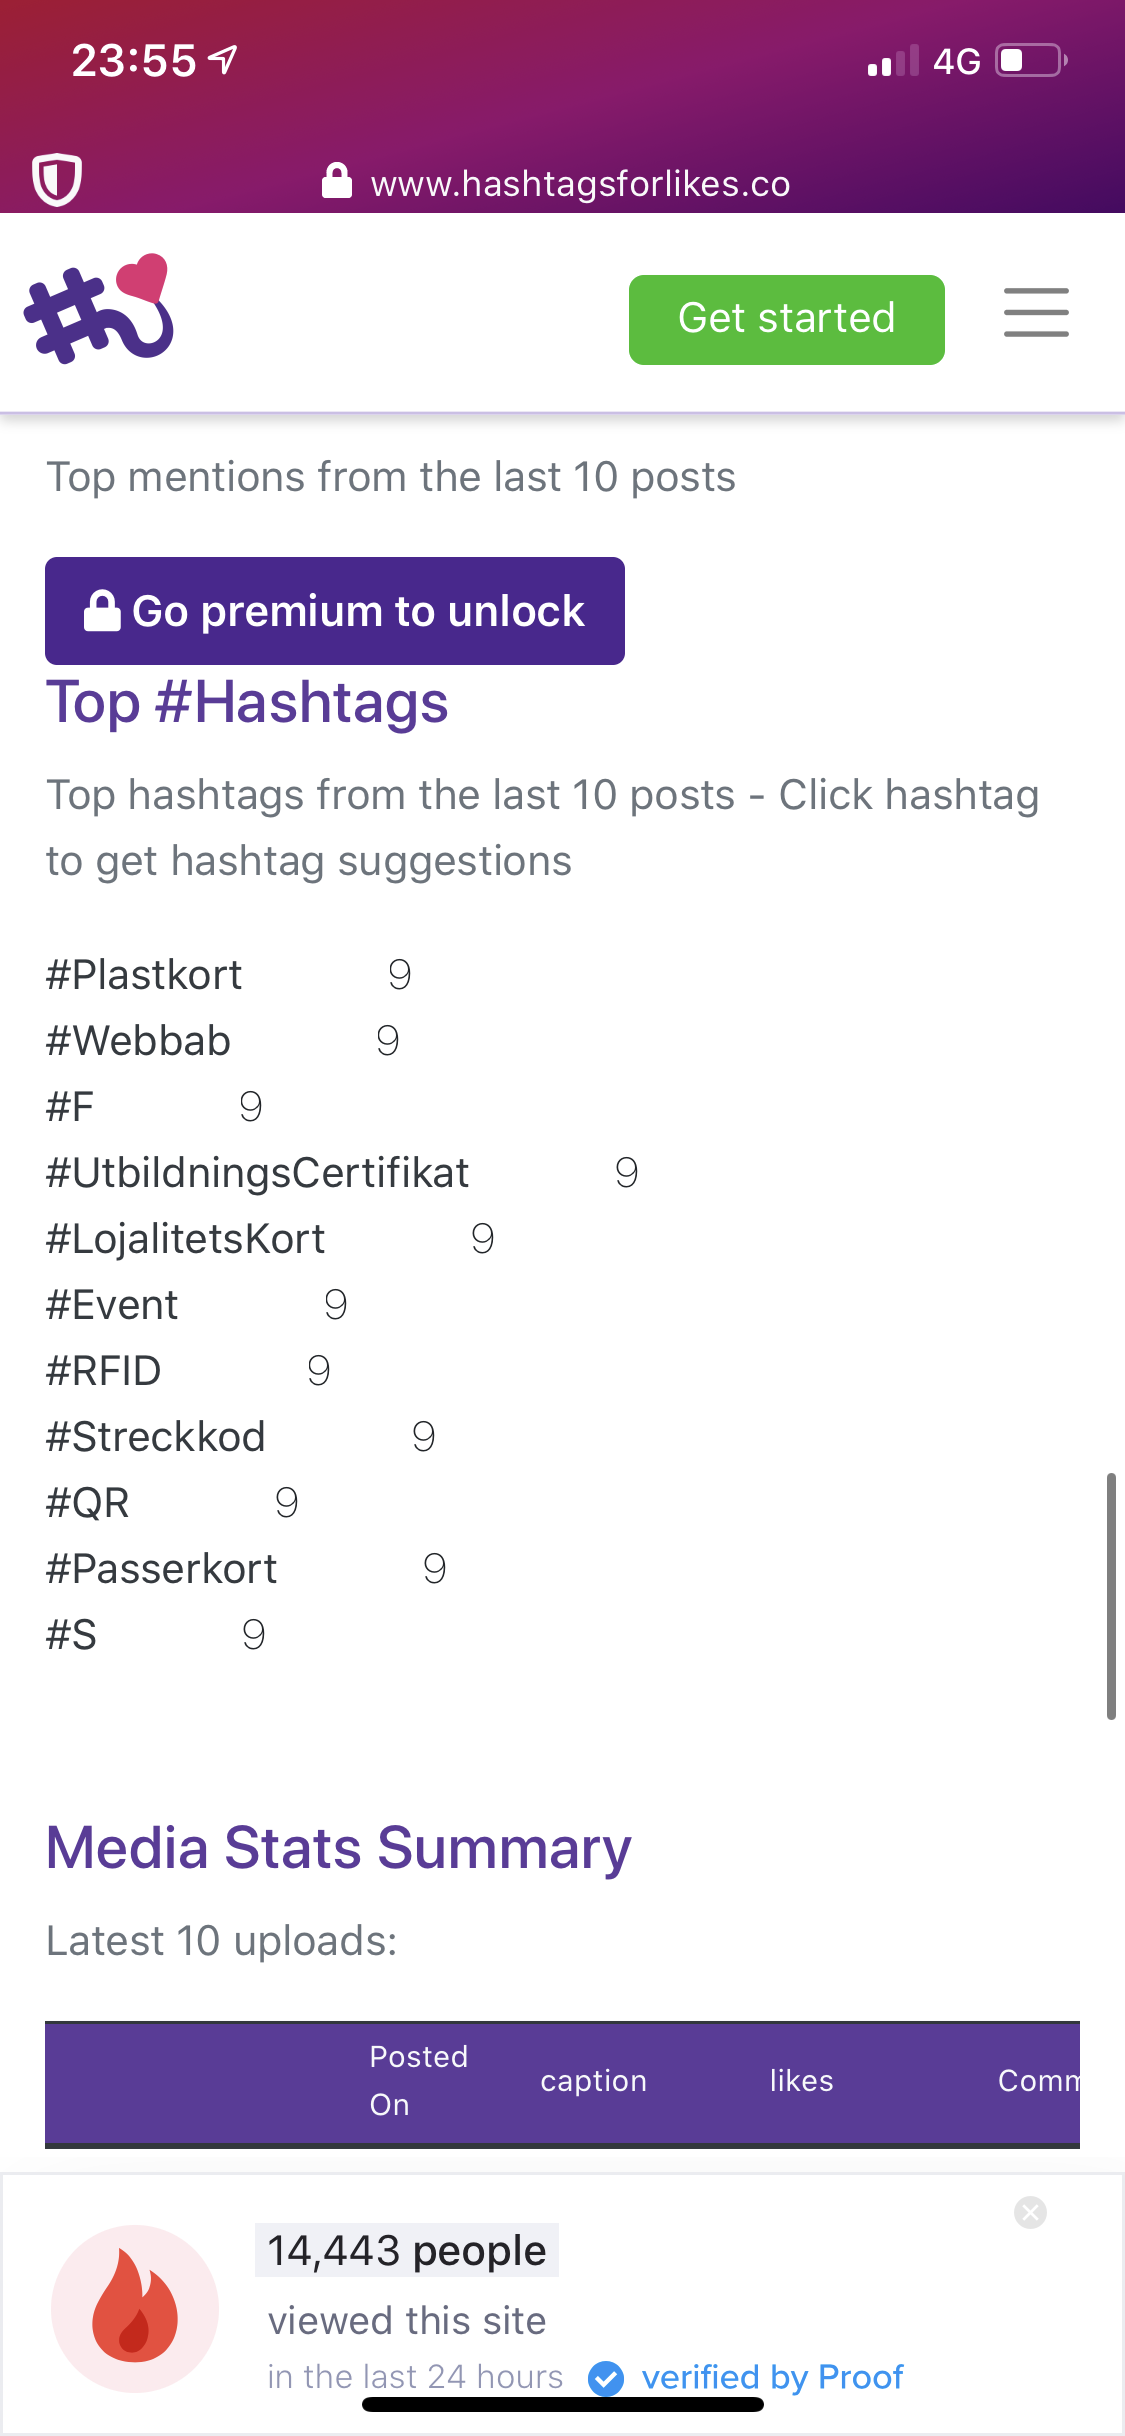 23:55
4G
www.hashtagsforlikes.co
Get started
Top mentions from the last 10 posts
Go premium to unlock
Top #Hashtags
Top hashtags from the last 10 posts - Click hashtag
to get hashtag suggestions
#Plastkort 9
#Webbab 9
#F 9
#UtbildningsCertifikat 9
#LojalitetsKort 9
#Event 9
#RFID 9
#Streckkod 9
#QR 9
#Passerkort 9
#S 9
Media Stats Summary
Latest 10 uploads:
Posted
On
caption
likes
Comm
14,443 people
viewed this site
in the last 24 hours
verified by Proof